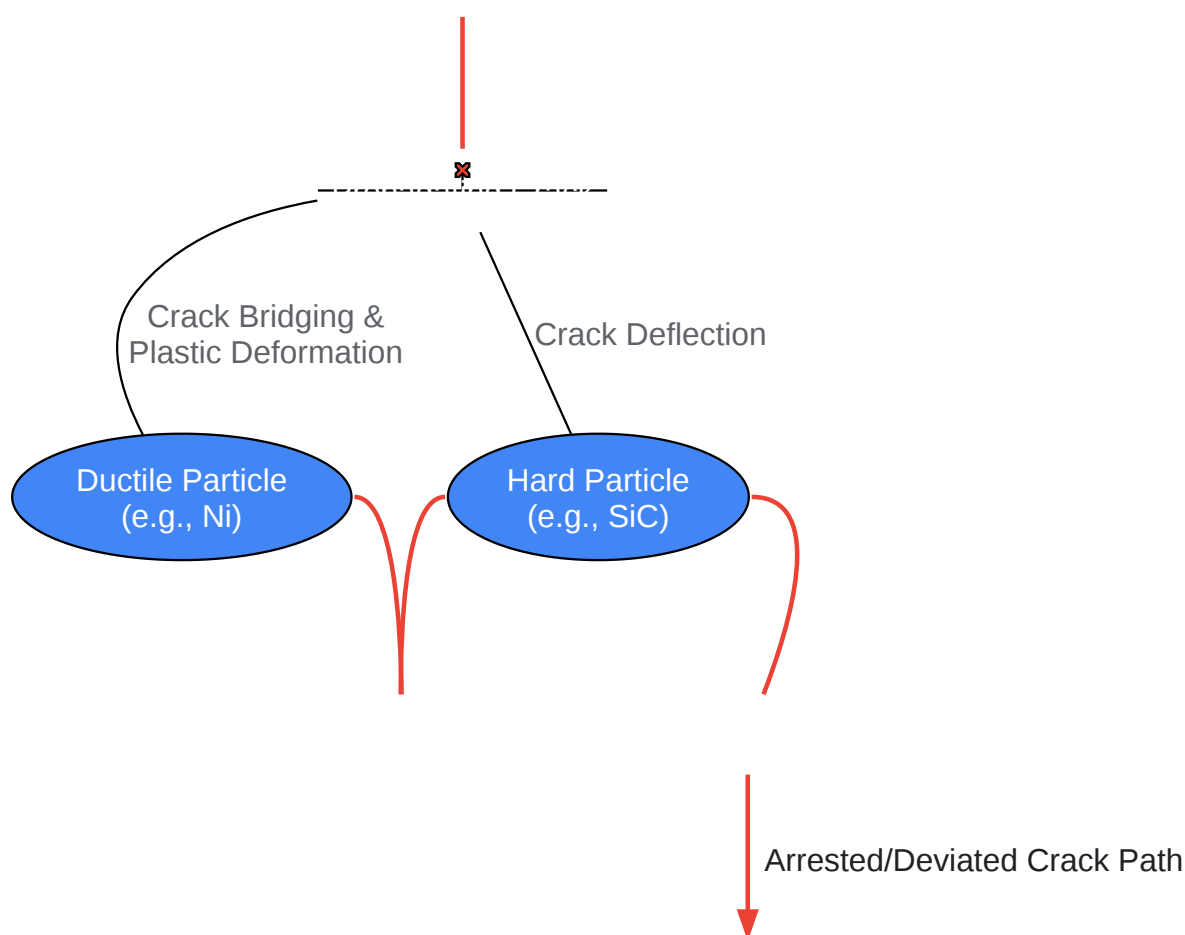 Crack Bridging &
Plastic Deformation
Crack Deflection
Ductile Particle
(e.g., Ni)
Hard Particle
(e.g., SiC)
Arrested/Deviated Crack Path